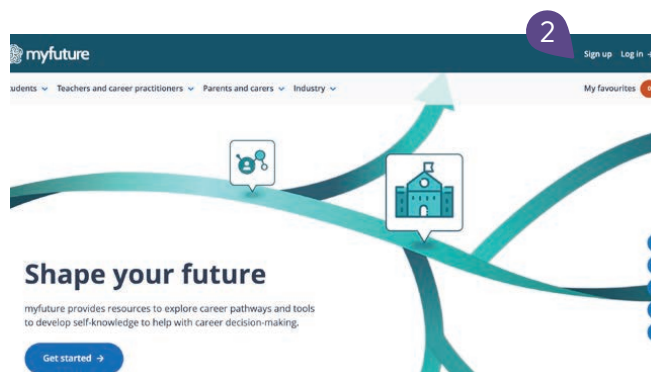 2
myfuture
Sign up Log in
Teachers and career practitioners Parents and carers Industry
My favourites
Shape your future
myfuture provides resources to explore career pathways and tools
to develop self-knowledge to help with career decision-making.
Get started →